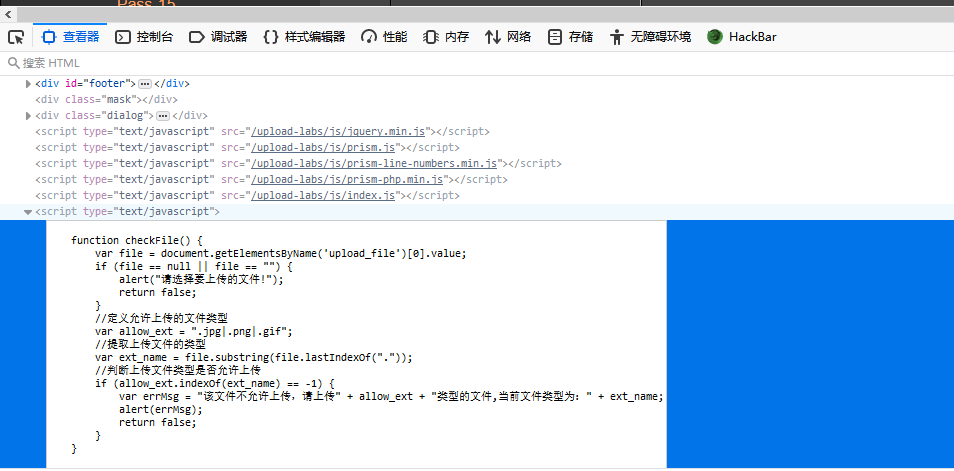 Pass-15
查看器 控制台 调试器 {} 样式编辑器 性能 内存 网络 存储 无障碍环境 HackBar
搜索 HTML
<div id="footer"> ••• </div>
<div class="mask"></div>
<div class="dialog"> ••• </div>
<script type="text/javascript" src="/upload-labs/js/jquery.min.js"></script>
<script type="text/javascript" src="/upload-labs/js/prism.js"></script>
<script type="text/javascript" src="/upload-labs/js/prism-line-numbers.min.js"></script>
<script type="text/javascript" src="/upload-labs/js/prism-php.min.js"></script>
<script type="text/javascript" src="/upload-labs/js/index.js"></script>
<script type="text/javascript">
function checkFile() {
var file = document.getElementsByName('upload_file')[0].value;
if (file == null || file == "") {
alert("请选择要上传的文件!");
return false;
}
//定义允许上传的文件类型
var allow_ext = ".jpg|.png|.gif";
//提取上传文件的类型
var ext_name = file.substring(file.lastIndexOf("."));
//判断上传文件类型是否允许上传
if (allow_ext.indexOf(ext_name) == -1) {
var errMsg = "该文件不允许上传，请上传" + allow_ext + "类型的文件,当前文件类型为：" + ext_name;
alert(errMsg);
return false;
}
}